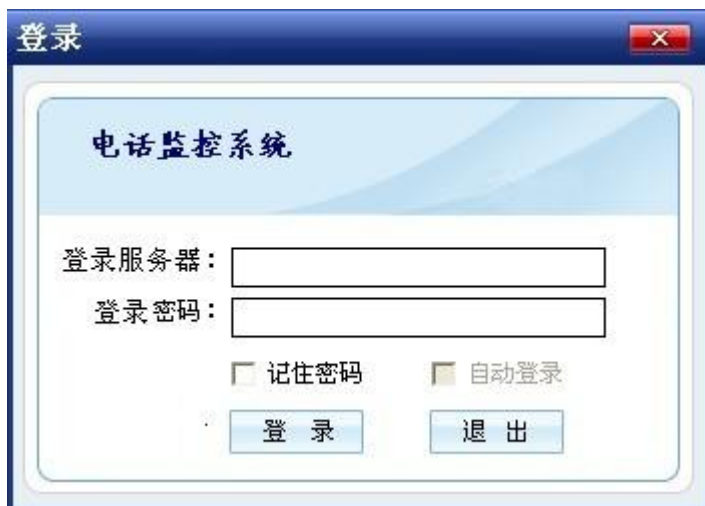 登录
电话监控系统
登录服务器：
登录密码：
记住密码 自动登录
登 录 退 出